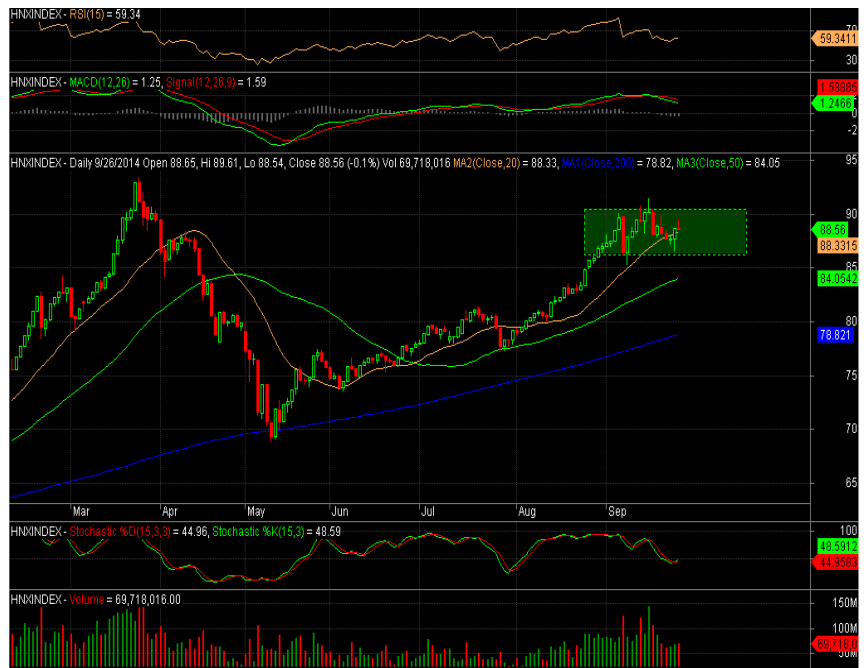 HNXINDEX - RSI(15) = 59.34
70
59.3411
30
HNXINDEX - MACD(12,26) = 1.25, Signal(12,26,9) = 1.59
1.58885
1.2466
0
-2
HNXINDEX - Daily 9/26/2014 Open 88.65, Hi 89.61, Lo 88.54, Close 88.56 (-0.1%) Vol 69,718,016 MA2(Close,20) = 88.33, MA1(Close,200) = 78.82, MA3(Close,50) = 84.05
95
90
88.56
88.3315
85
84.0542
80
78.821
75
70
65
Mar Apr May Jun Jul Aug Sep
HNXINDEX - Stochastic %D(15,3,3) = 44.96, Stochastic %K(15,3) = 48.59
100
48.5912
44.9583
HNXINDEX - Volume = 69,718,016.00
150M
100M
69,718,0
50M